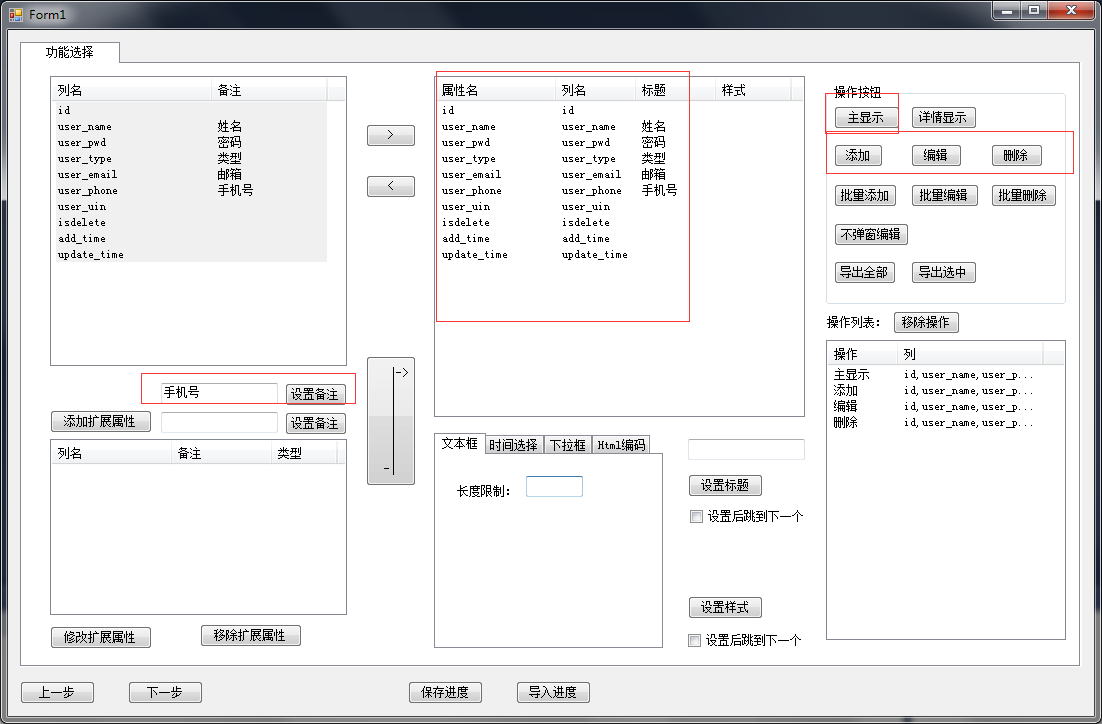 Form1
功能选择
列名 备注
id
user_name 姓名
user_pwd 密码
user_type 类型
user_email 邮箱
user_phone 手机号
user_uin
isdelete
add_time
update_time
>
<
属性名 列名 标题 样式
id id
user_name user_name 姓名
user_pwd user_pwd 密码
user_type user_type 类型
user_email user_email 邮箱
user_phone user_phone 手机号
user_uin user_uin
isdelete isdelete
add_time add_time
update_time update_time
操作按钮
主显示 详情显示
添加 编辑 删除
批量添加 批量编辑 批量删除
不弹窗编辑
导出全部 导出选中
操作列表: 移除操作
操作 列
主显示 id,user_name,user_p...
添加 id,user_name,user_p...
编辑 id,user_name,user_p...
删除 id,user_name,user_p...
手机号 设置备注
添加扩展属性 设置备注
列名 备注 类型
修改扩展属性 移除扩展属性
|->
-
文本框 时间选择 下拉框 Html编码
长度限制:
设置标题
设置后跳到下一个
设置样式
设置后跳到下一个
上一步 下一步 保存进度 导入进度